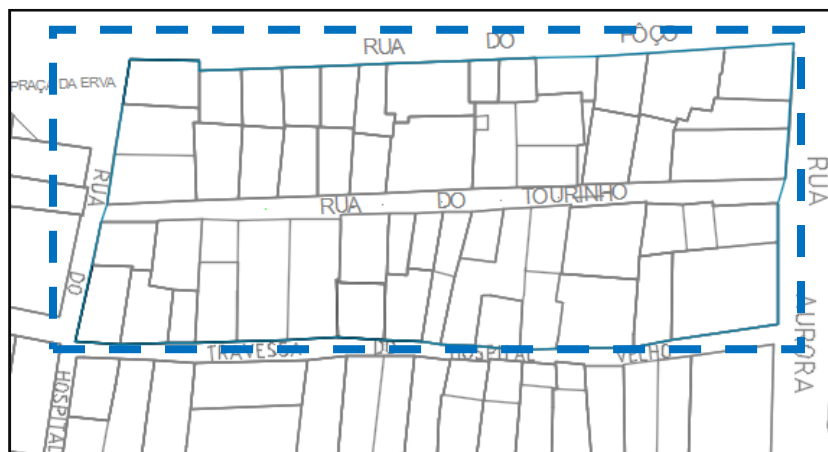 RUA DO FÔÇO
PRAÇA DA ERVA
RUA DO HOSPITAL
RUA DO TOURINHO
RUA AURORA
TRAVESSA DO HOSPITAL VELHO